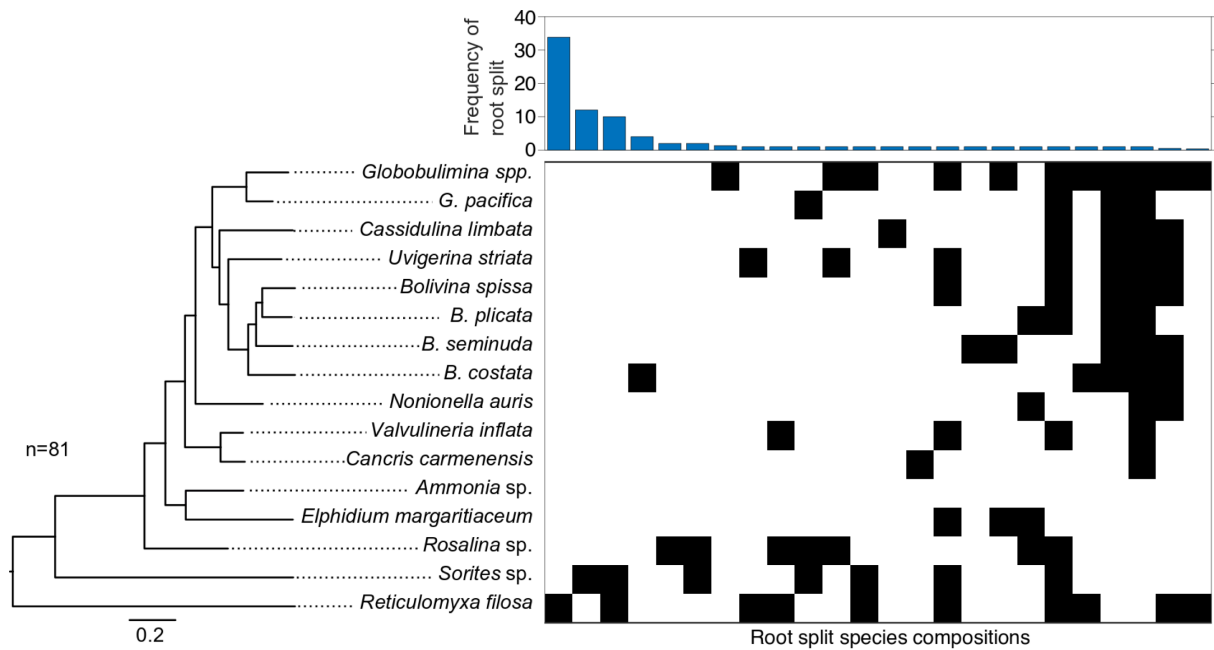 Frequency of
root split
40
30
20
10
0
Globobulimina spp.
G. pacifica
Cassidulina limbata
Uvigerina striata
Bolivina spissa
B. plicata
B. seminuda
B. costata
Nonionella auris
Valvulineria inflata
n=81
Cancris carmenensis
Ammonia sp.
Elphidium margaritiaceum
Rosalina sp.
Sorites sp.
Reticulomyxa filosa
0.2
Root split species compositions